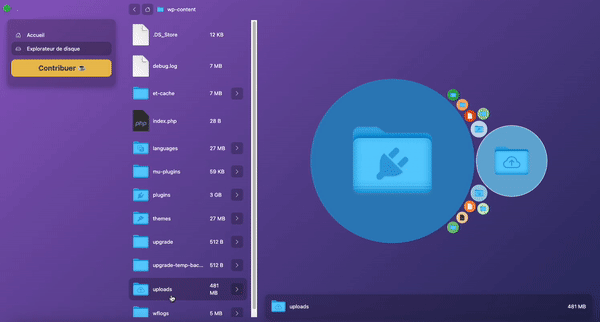 wp-content
Accueil
Explorateur de disque
Contribuer
.DS_Store 12 KB
debug.log 7 MB
et-cache 7 MB
php
index.php 28 B
languages 27 MB
mu-plugins 59 KB
plugins 3 GB
themes 27 MB
upgrade 512 B
upgrade-temp-bac... 512 B
uploads 481 MB
wflogs 5 MB
uploads 481 MB